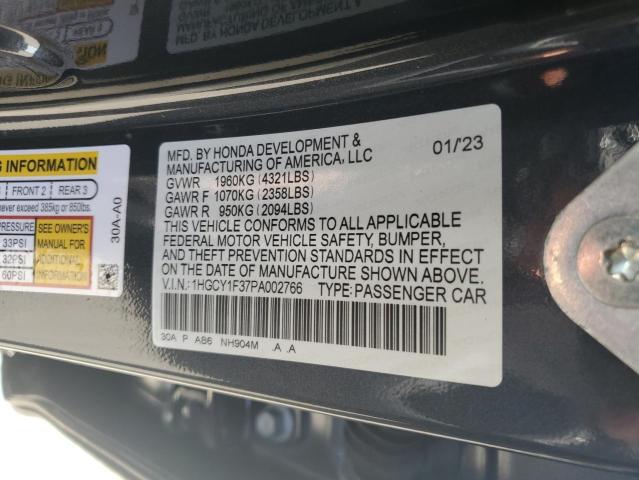 MFD. BY HONDA DEVELOPMENT &
MANUFACTURING OF AMERICA, LLC
01/'23
GVWR 1960KG (4321LBS)
GAWR F 1070KG (2358LBS)
GAWR R 950KG (2094LBS)
THIS VEHICLE CONFORMS TO ALL APPLICABLE
FEDERAL MOTOR VEHICLE SAFETY, BUMPER,
AND THEFT PREVENTION STANDARDS IN EFFECT
ON THE DATE OF MANUFACTURE SHOWN ABOVE.
V.I.N.: 1HGCY1F37PA002766 TYPE: PASSENGER CAR
30A P AB6 NH904M .A .A
INFORMATION
FRONT 2 REAR 3
never exceed 385kg or 850lbs.
PRESSURE
33PSI
32PSI
60PSI
SEE OWNER'S
MANUAL FOR
ADDITIONAL
INFORMATION
30A-A0